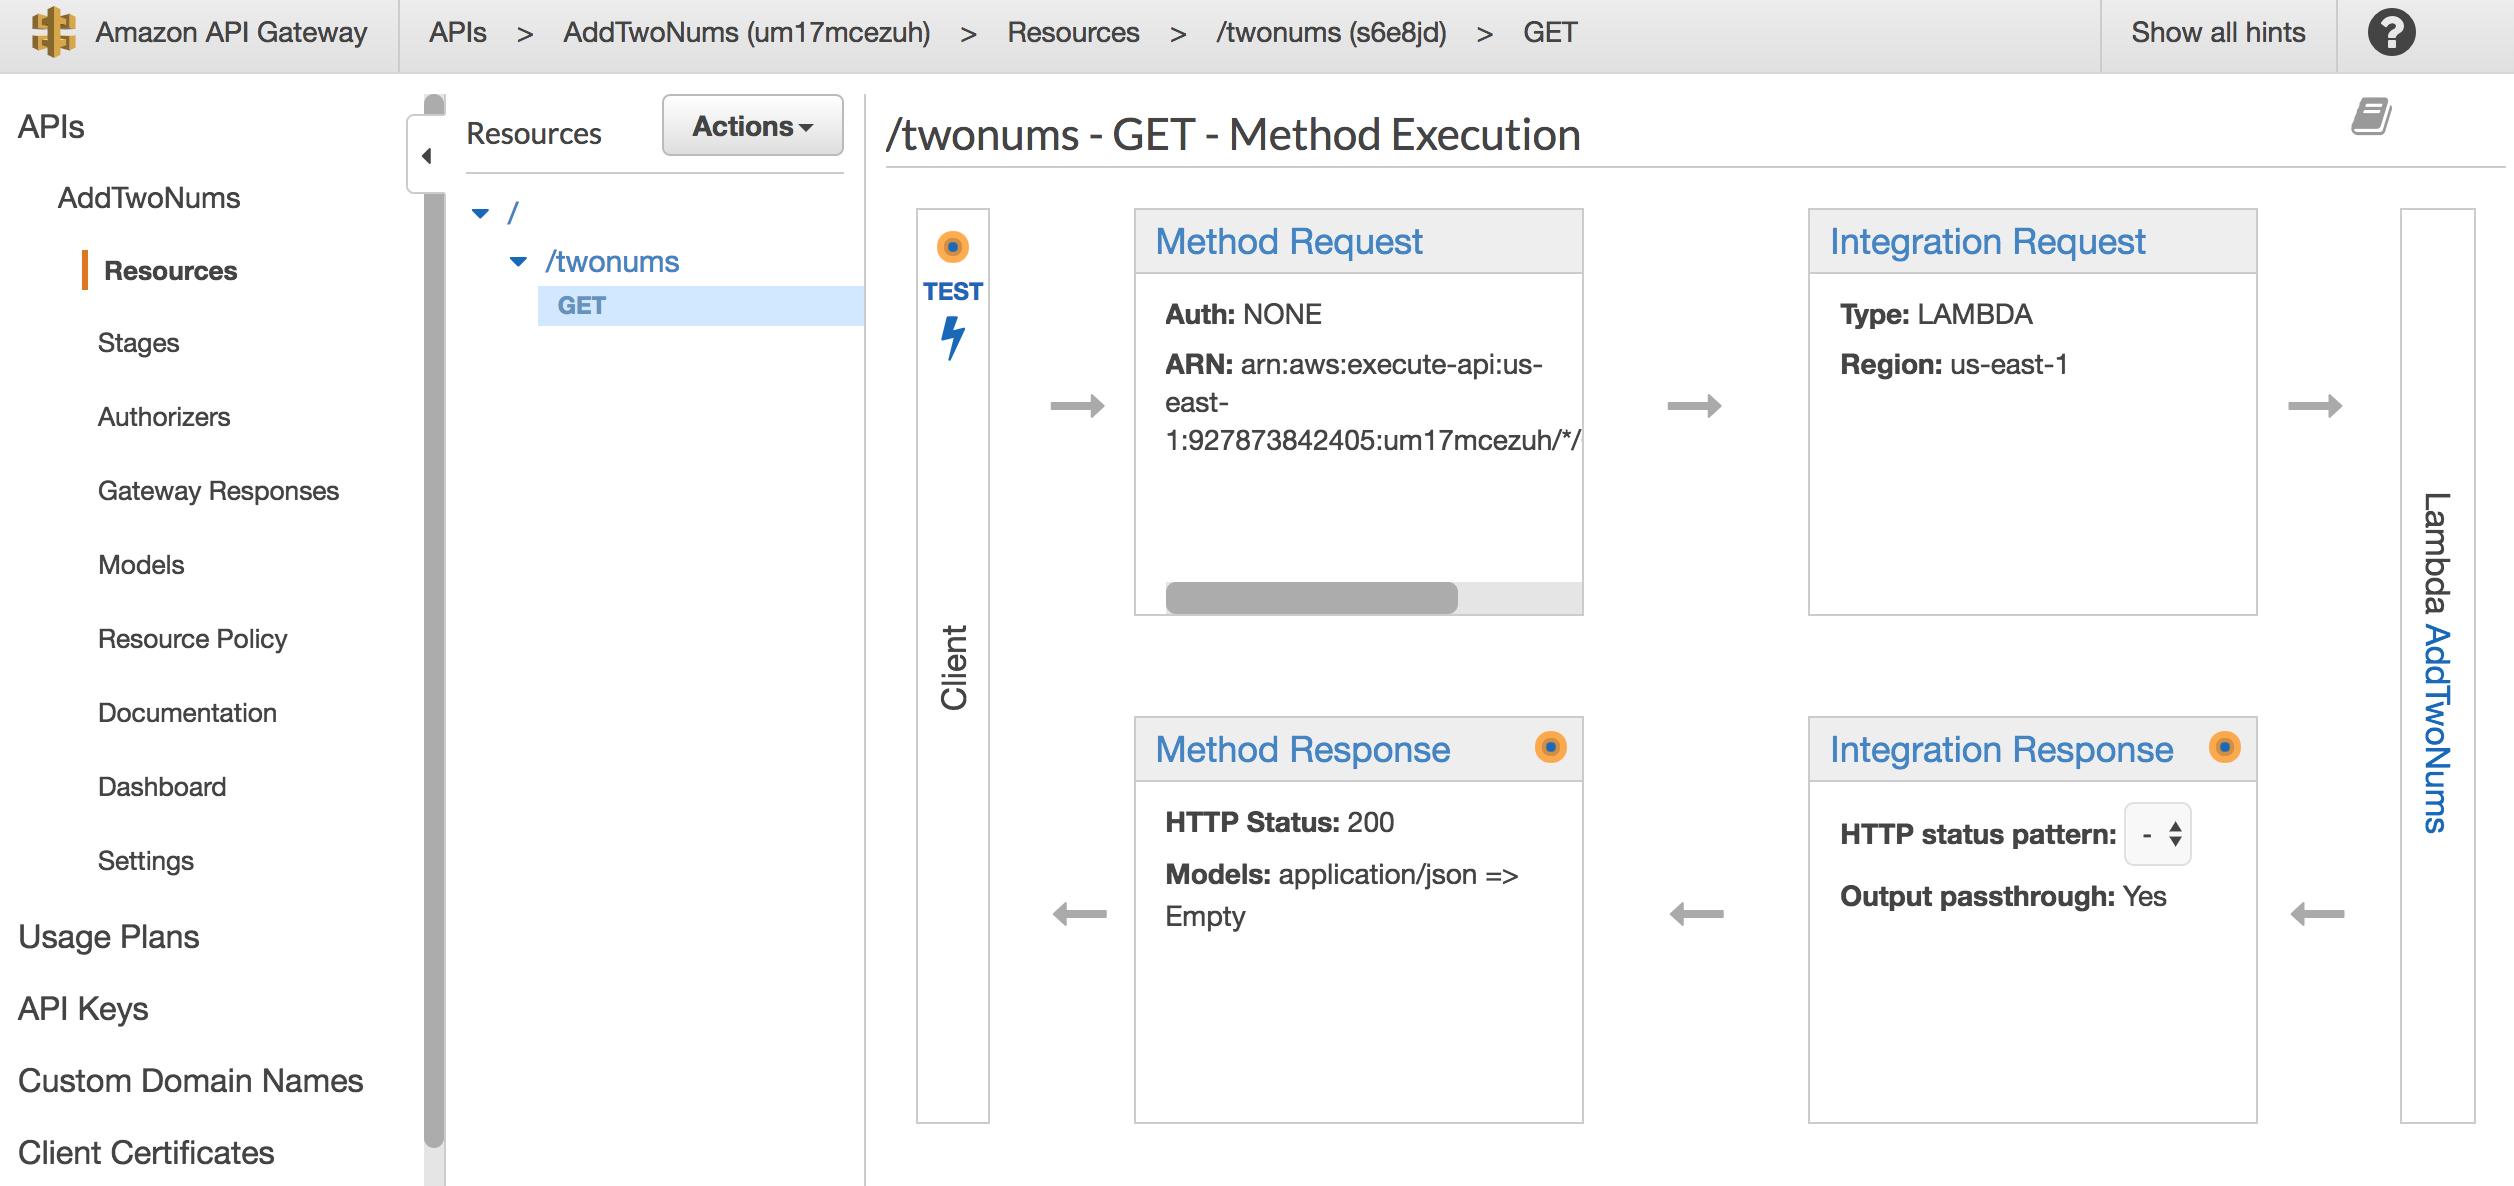 Amazon API Gateway
APIs > AddTwoNums (um17mcezuh) > Resources > /twonums (s6e8jd) > GET
Show all hints
?
APIs
AddTwoNums
Resources
Stages
Authorizers
Gateway Responses
Models
Resource Policy
Documentation
Dashboard
Settings
Usage Plans
API Keys
Custom Domain Names
Client Certificates
Resources
Actions
/
/twonums
GET
/twonums - GET - Method Execution
TEST
Client
Method Request
Auth: NONE
ARN: arn:aws:execute-api:us-
east-
1:927873842405:um17mcezuh/*/
Integration Request
Type: LAMBDA
Region: us-east-1
Lambda AddTwoNums
Method Response
HTTP Status: 200
Models: application/json =>
Empty
Integration Response
HTTP status pattern: -
Output passthrough: Yes